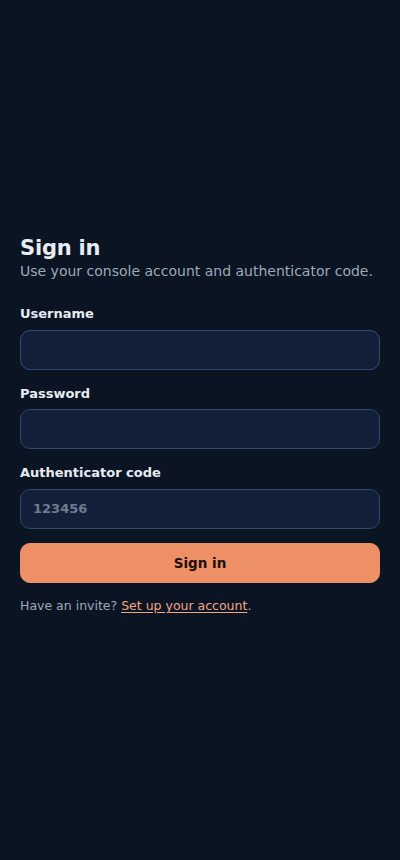 Sign in
Use your console account and authenticator code.
Username
Password
Authenticator code
123456
Sign in
Have an invite? Set up your account.